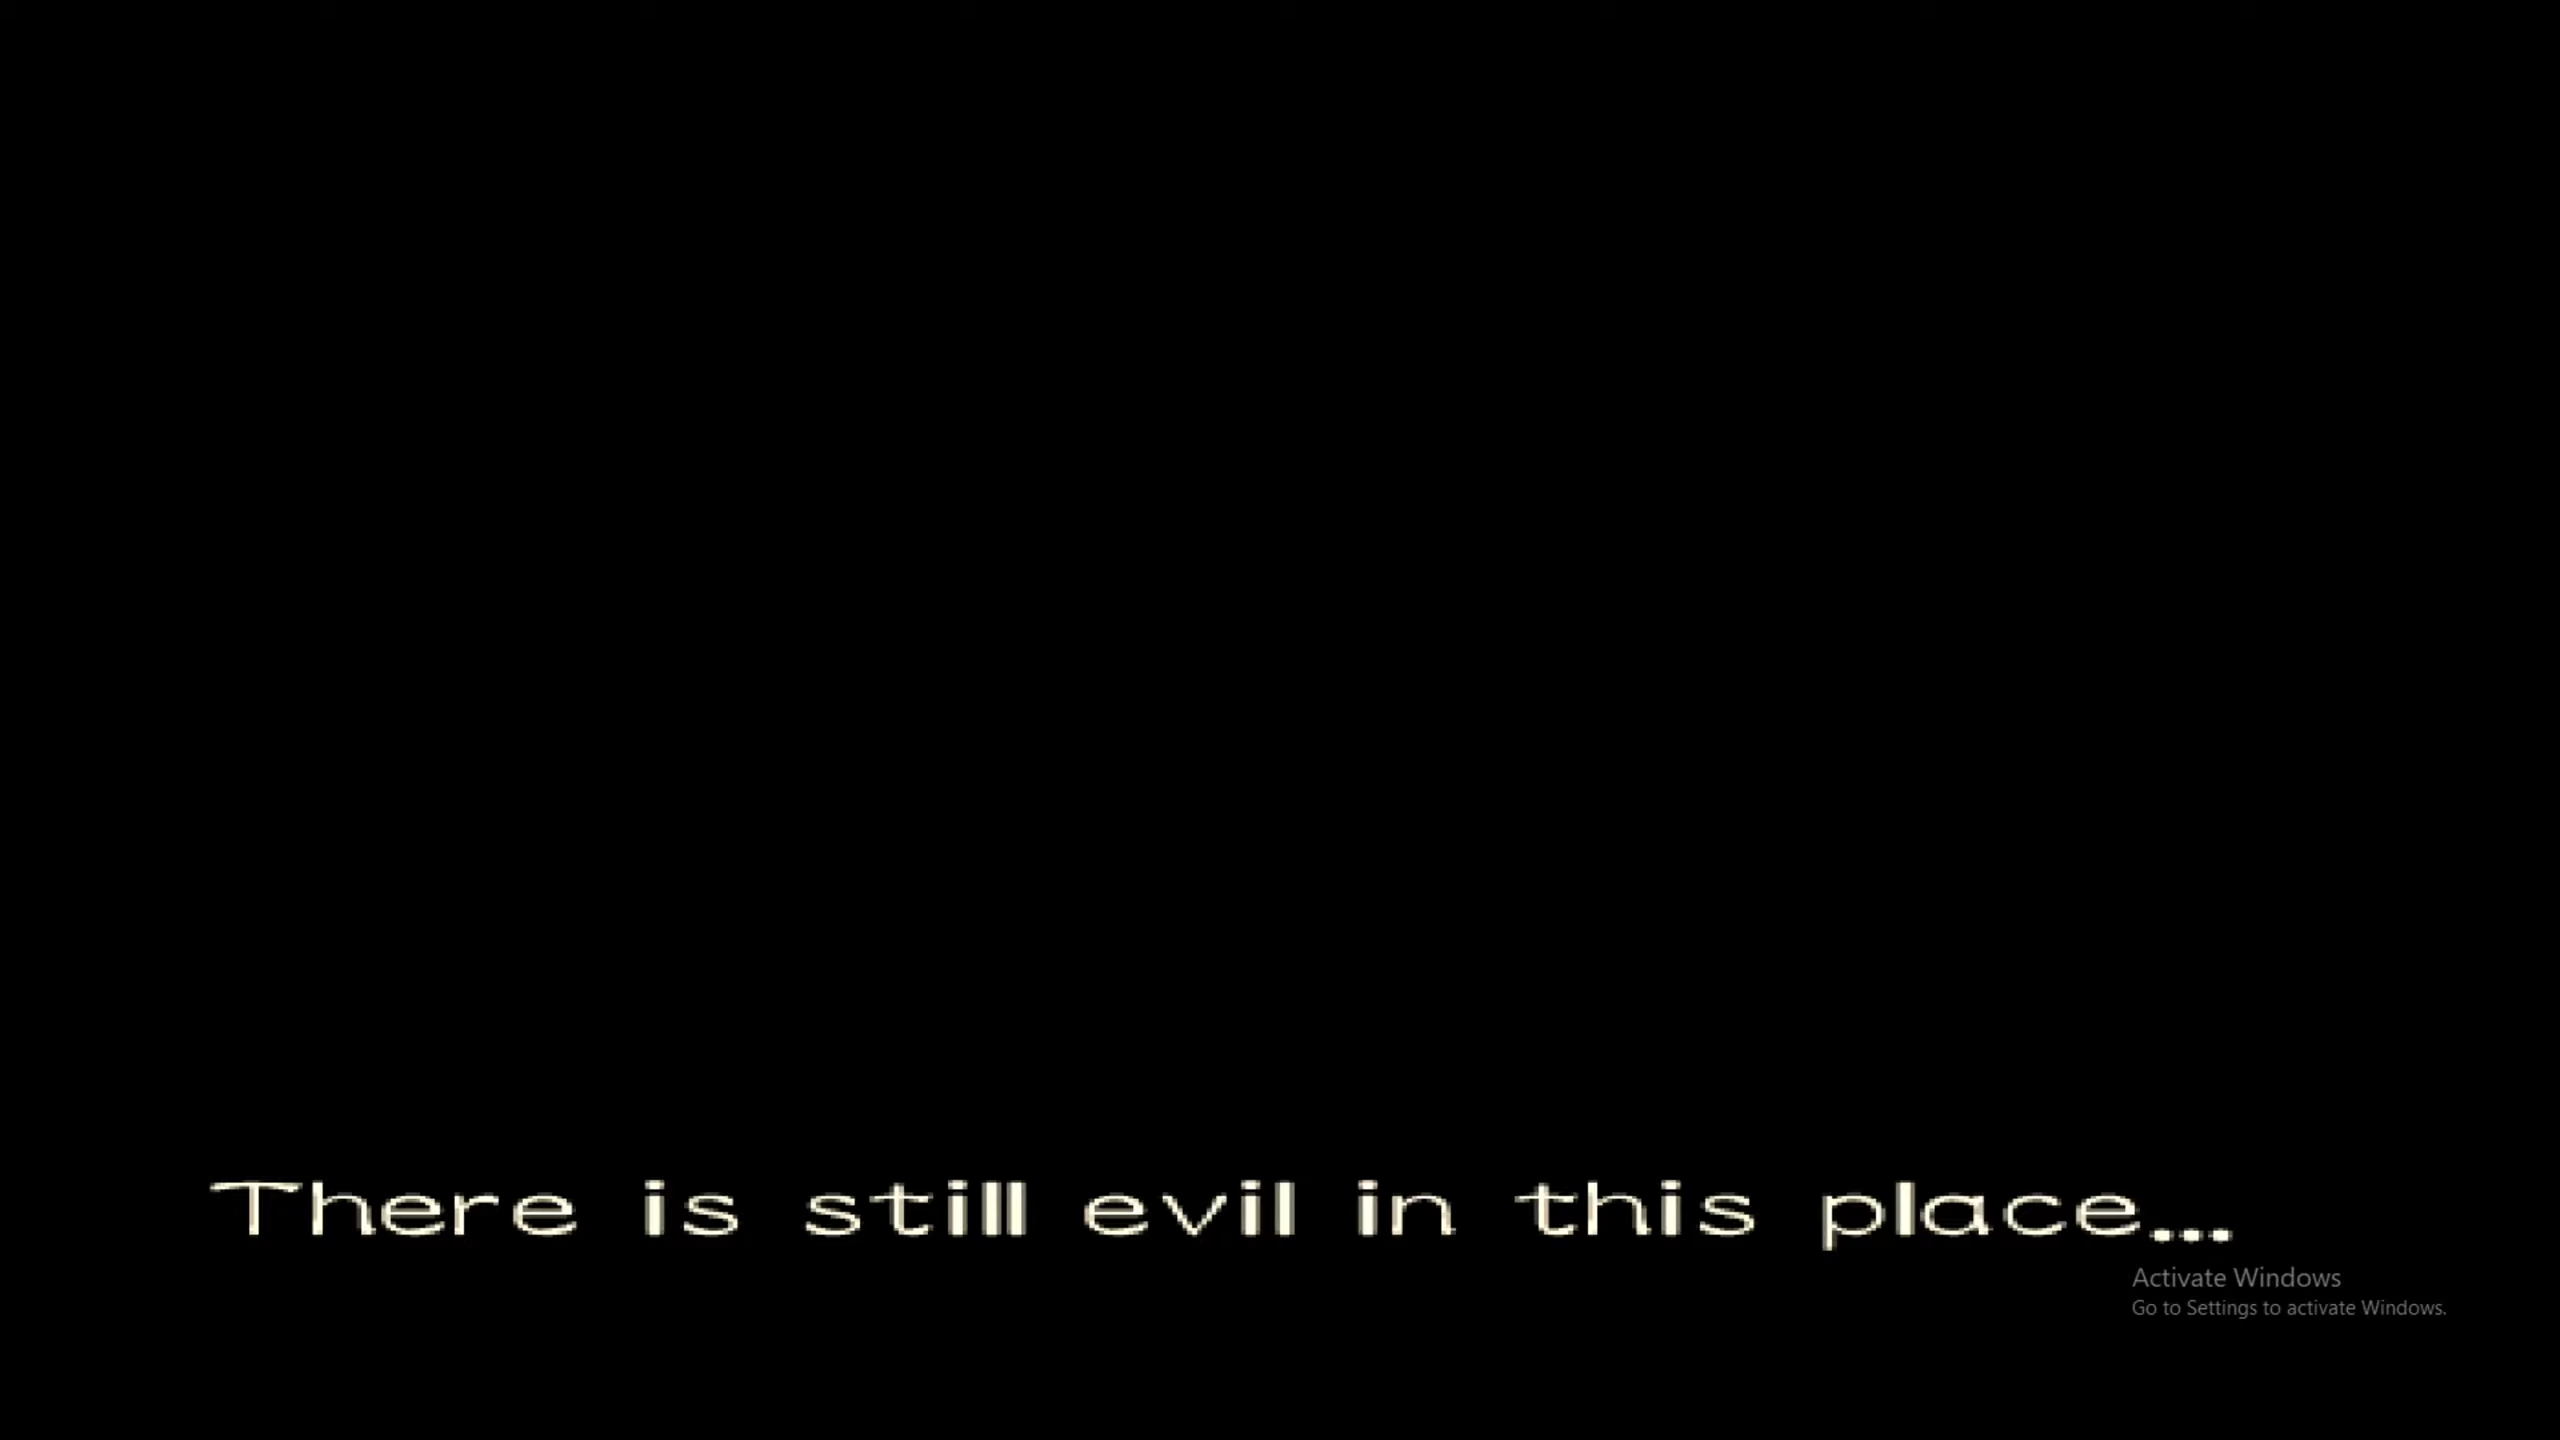 There is still evil in this place...
Activate Windows
Go to Settings to activate Windows.